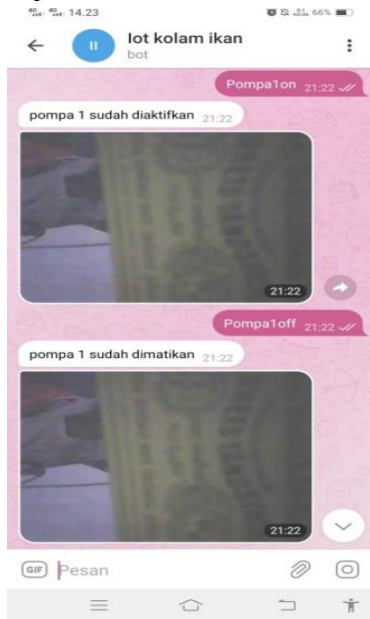 14.23
66%
II
Iot kolam ikan
bot
Pompa1on 21:22
pompa 1 sudah diaktifkan 21:22
21:22
Pompa1off 21:22
pompa 1 sudah dimatikan 21:22
21:22
GIF Pesan